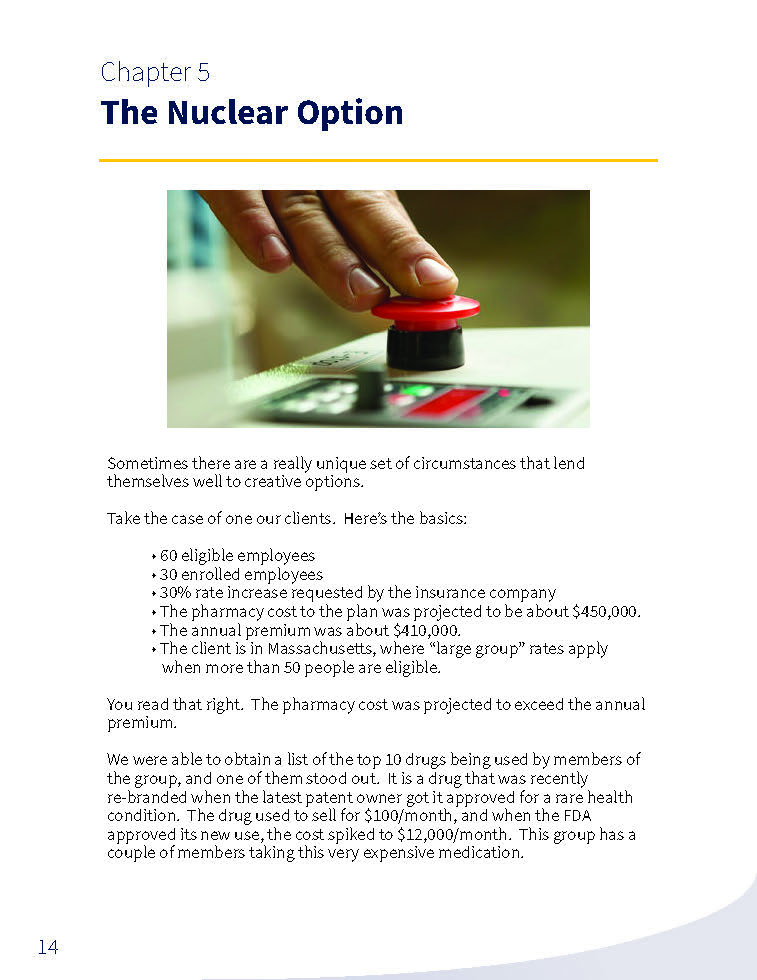 Chapter 5
The Nuclear Option
Sometimes there are a really unique set of circumstances that lend
themselves well to creative options.
Take the case of one our clients.  Here’s the basics:
➧ 60 eligible employees
➧ 30 enrolled employees
➧ 30% rate increase requested by the insurance company
➧ The pharmacy cost to the plan was projected to be about $450,000.
➧ The annual premium was about $410,000.
➧ The client is in Massachusetts, where “large group” rates apply
when more than 50 people are eligible.
You read that right.  The pharmacy cost was projected to exceed the annual
premium.
We were able to obtain a list of the top 10 drugs being used by members of
the group, and one of them stood out.  It is a drug that was recently
re-branded when the latest patent owner got it approved for a rare health
condition.  The drug used to sell for $100/month, and when the FDA
approved its new use, the cost spiked to $12,000/month.  This group has a
couple of members taking this very expensive medication.
14